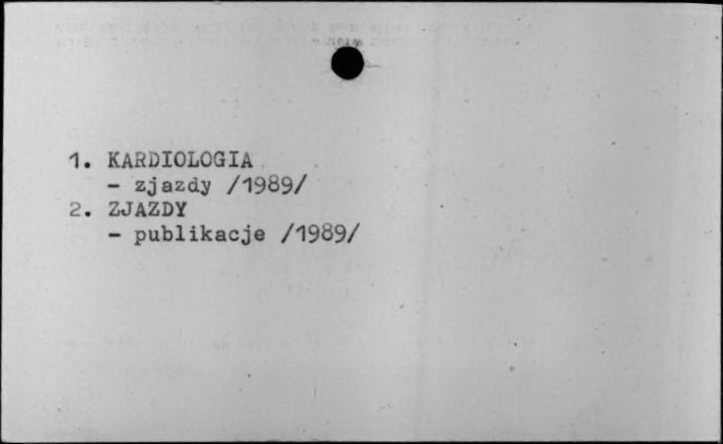 1. KARDIOLOGIA
- zjazdy /1989/
2. ZJAZDY
- publikacje /1989/